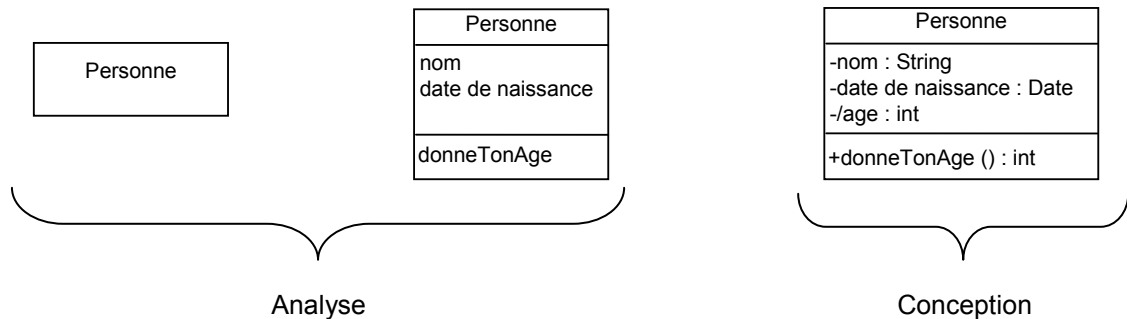 Personne
Personne
nom
date de naissance
donneTonAge
Personne
-nom : String
-date de naissance : Date
-/age : int
+donneTonAge () : int
Analyse
Conception